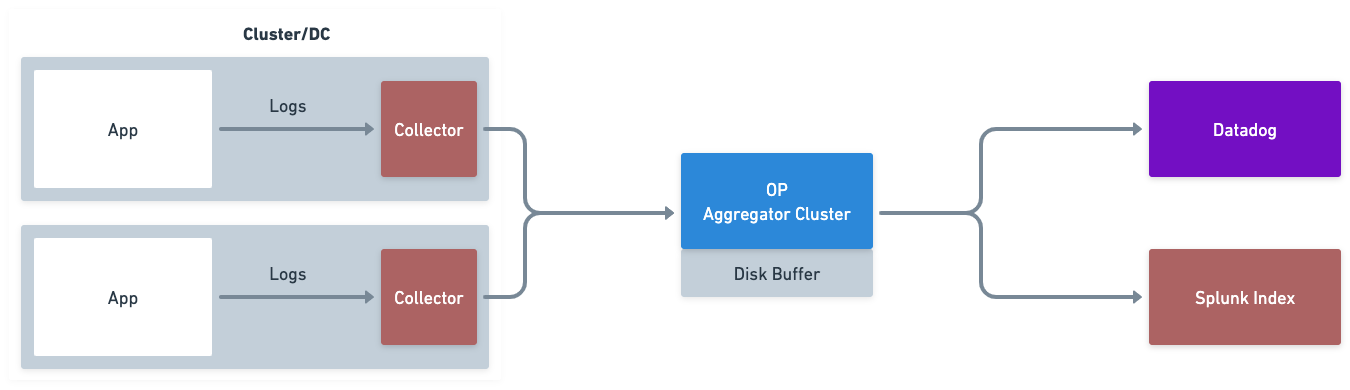 Cluster/DC
App
Logs
Collector
App
Logs
Collector
OP
Aggregator Cluster
Disk Buffer
Datadog
Splunk Index